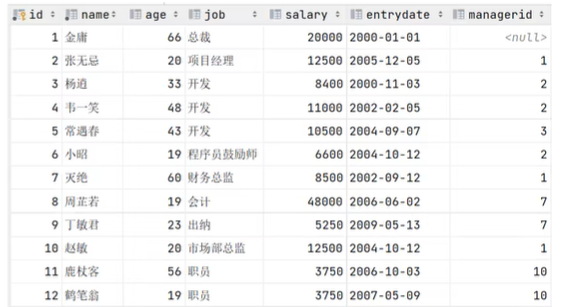 id name age job salary entrydate managerid
1 金庸 66 总裁 20000 2000-01-01 <null>
2 张无忌 20 项目经理 12500 2005-12-05 1
3 杨逍 33 开发 8400 2000-11-03 2
4 韦一笑 48 开发 11000 2002-02-05 2
5 常遇春 43 开发 10500 2004-09-07 3
6 小昭 19 程序员鼓励师 6600 2004-10-12 2
7 灭绝 60 财务总监 8500 2002-09-12 1
8 周芷若 19 会计 48000 2006-06-02 7
9 丁敏君 23 出纳 5250 2009-05-13 7
10 赵敏 20 市场部总监 12500 2004-10-12 1
11 鹿杖客 56 职员 3750 2006-10-03 10
12 鹤笔翁 19 职员 3750 2007-05-09 10